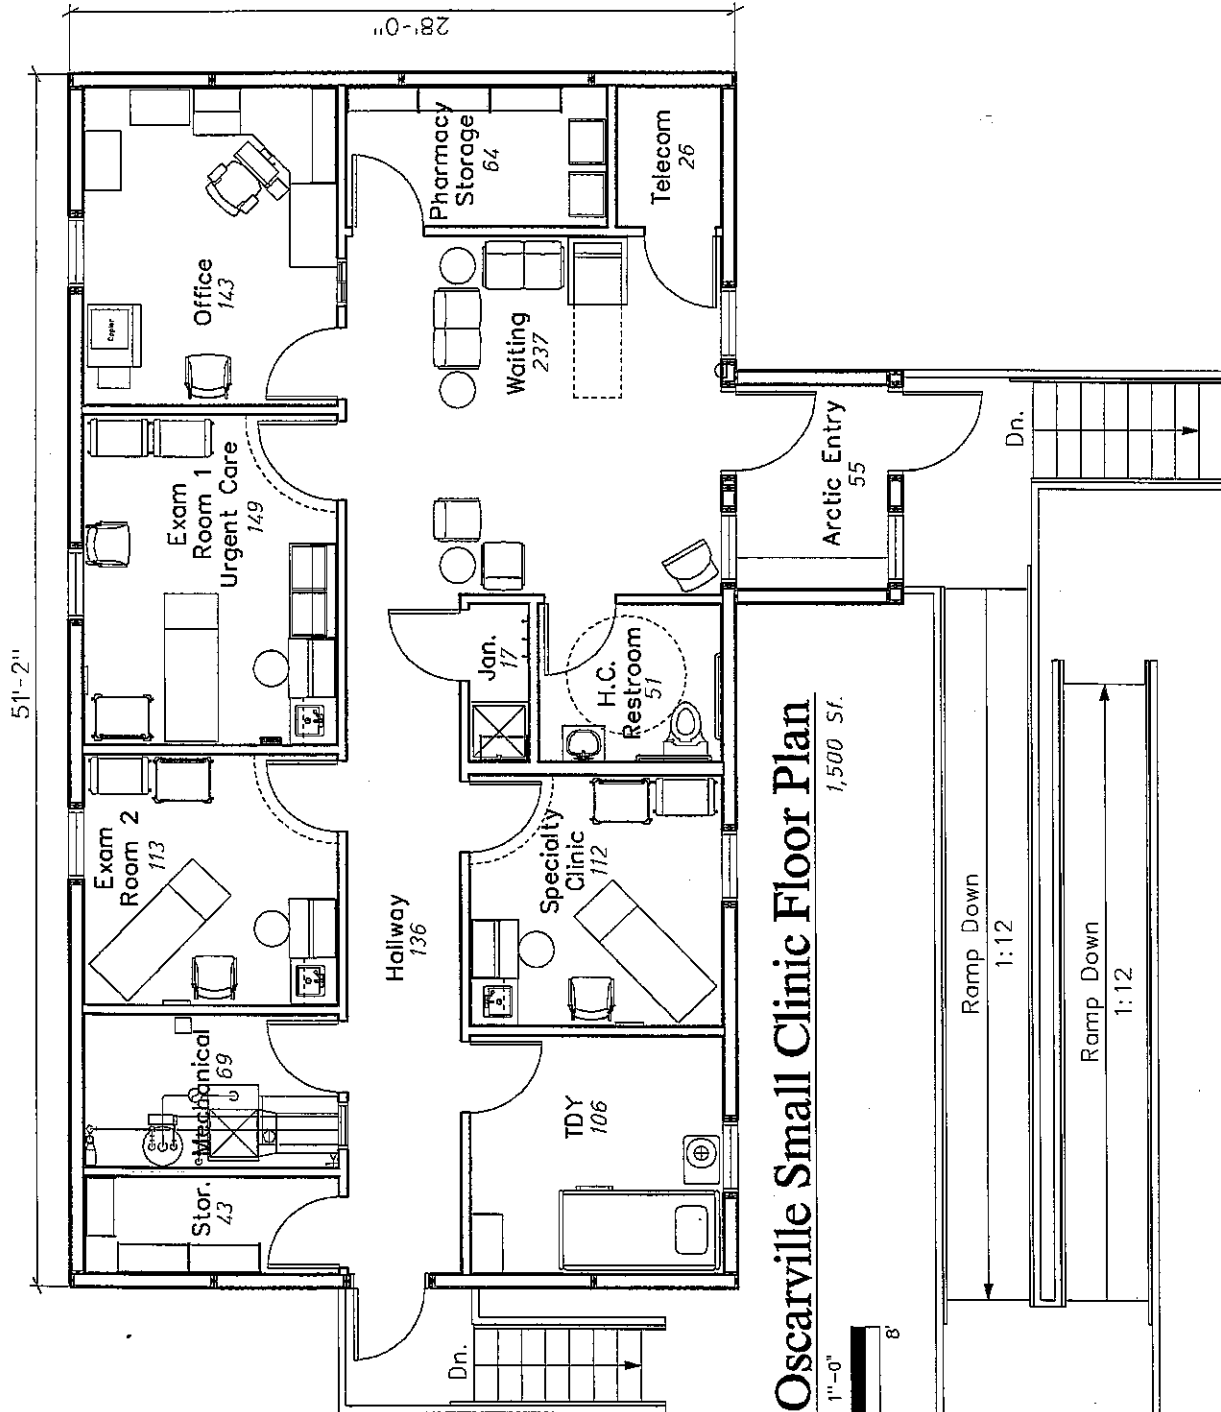 51'-2"
28'-0"
Stor.
43
Mechanical
69
Exam
Room 2
113
Exam
Room 1
Urgent Care
149
Office
143
Copier
Hallway
136
Pharmacy
Storage
64
TDY
106
Specialty
Clinic
112
Jan.
17
H.C.
Restroom
51
Waiting
237
Telecom
26
Arctic Entry
55
Dn.
Dn.
Oscarville Small Clinic Floor Plan
1,500 Sf.
1"-0"
8'
Ramp Down
1:12
Ramp Down
1:12